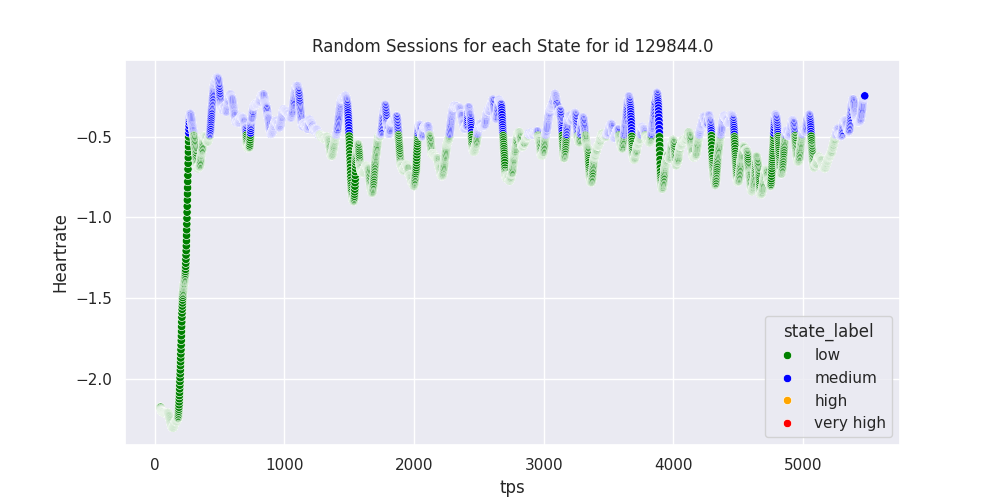 Random Sessions for each State for id 129844.0
Heartrate
−0.5
−1.0
−1.5
−2.0
0
1000
2000
3000
4000
5000
tps
state_label
low
medium
high
very high